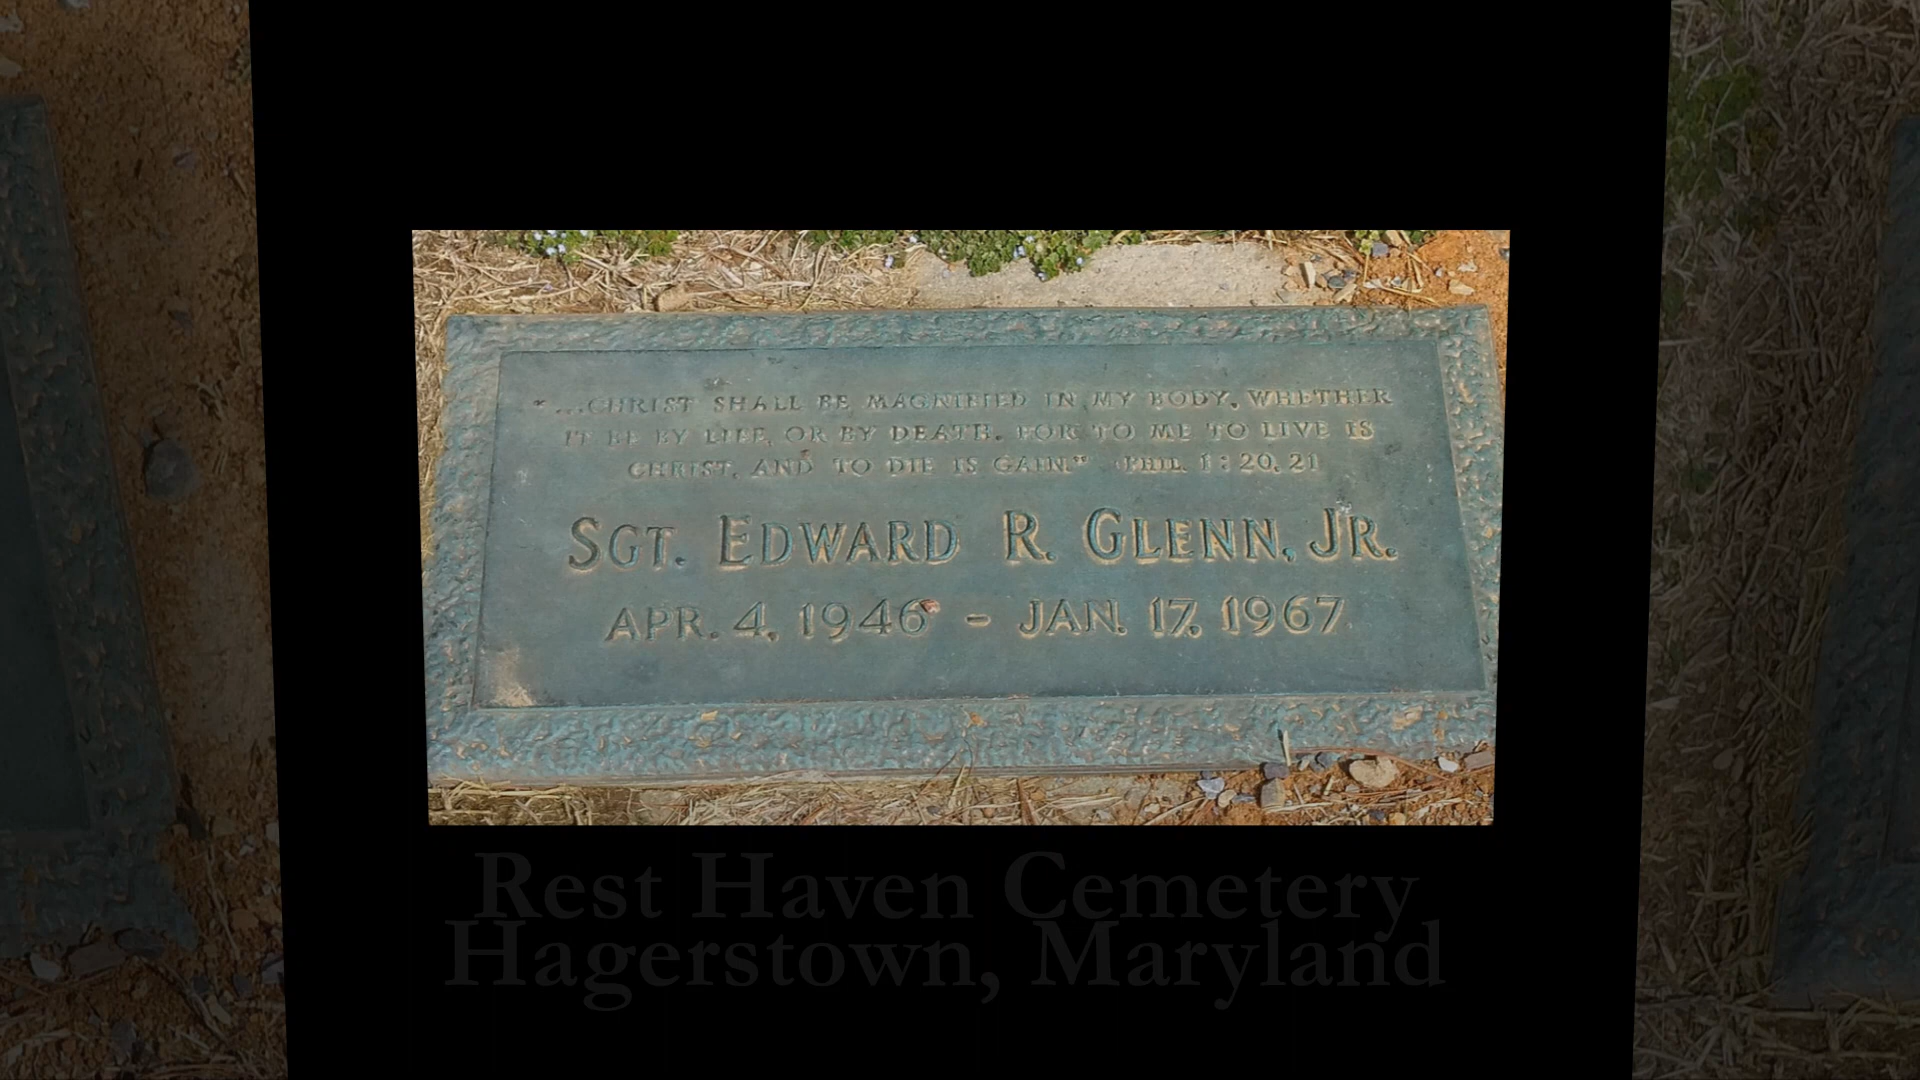 "...CHRIST SHALL BE MAGNIFIED IN MY BODY, WHETHER
IT BE BY LIFE, OR BY DEATH. FOR TO ME TO LIVE IS
CHRIST, AND TO DIE IS GAIN." PHIL. 1:20, 21
SGT. EDWARD R. GLENN, JR.
APR. 4, 1946 - JAN. 17, 1967
Rest Haven Cemetery
Hagerstown, Maryland